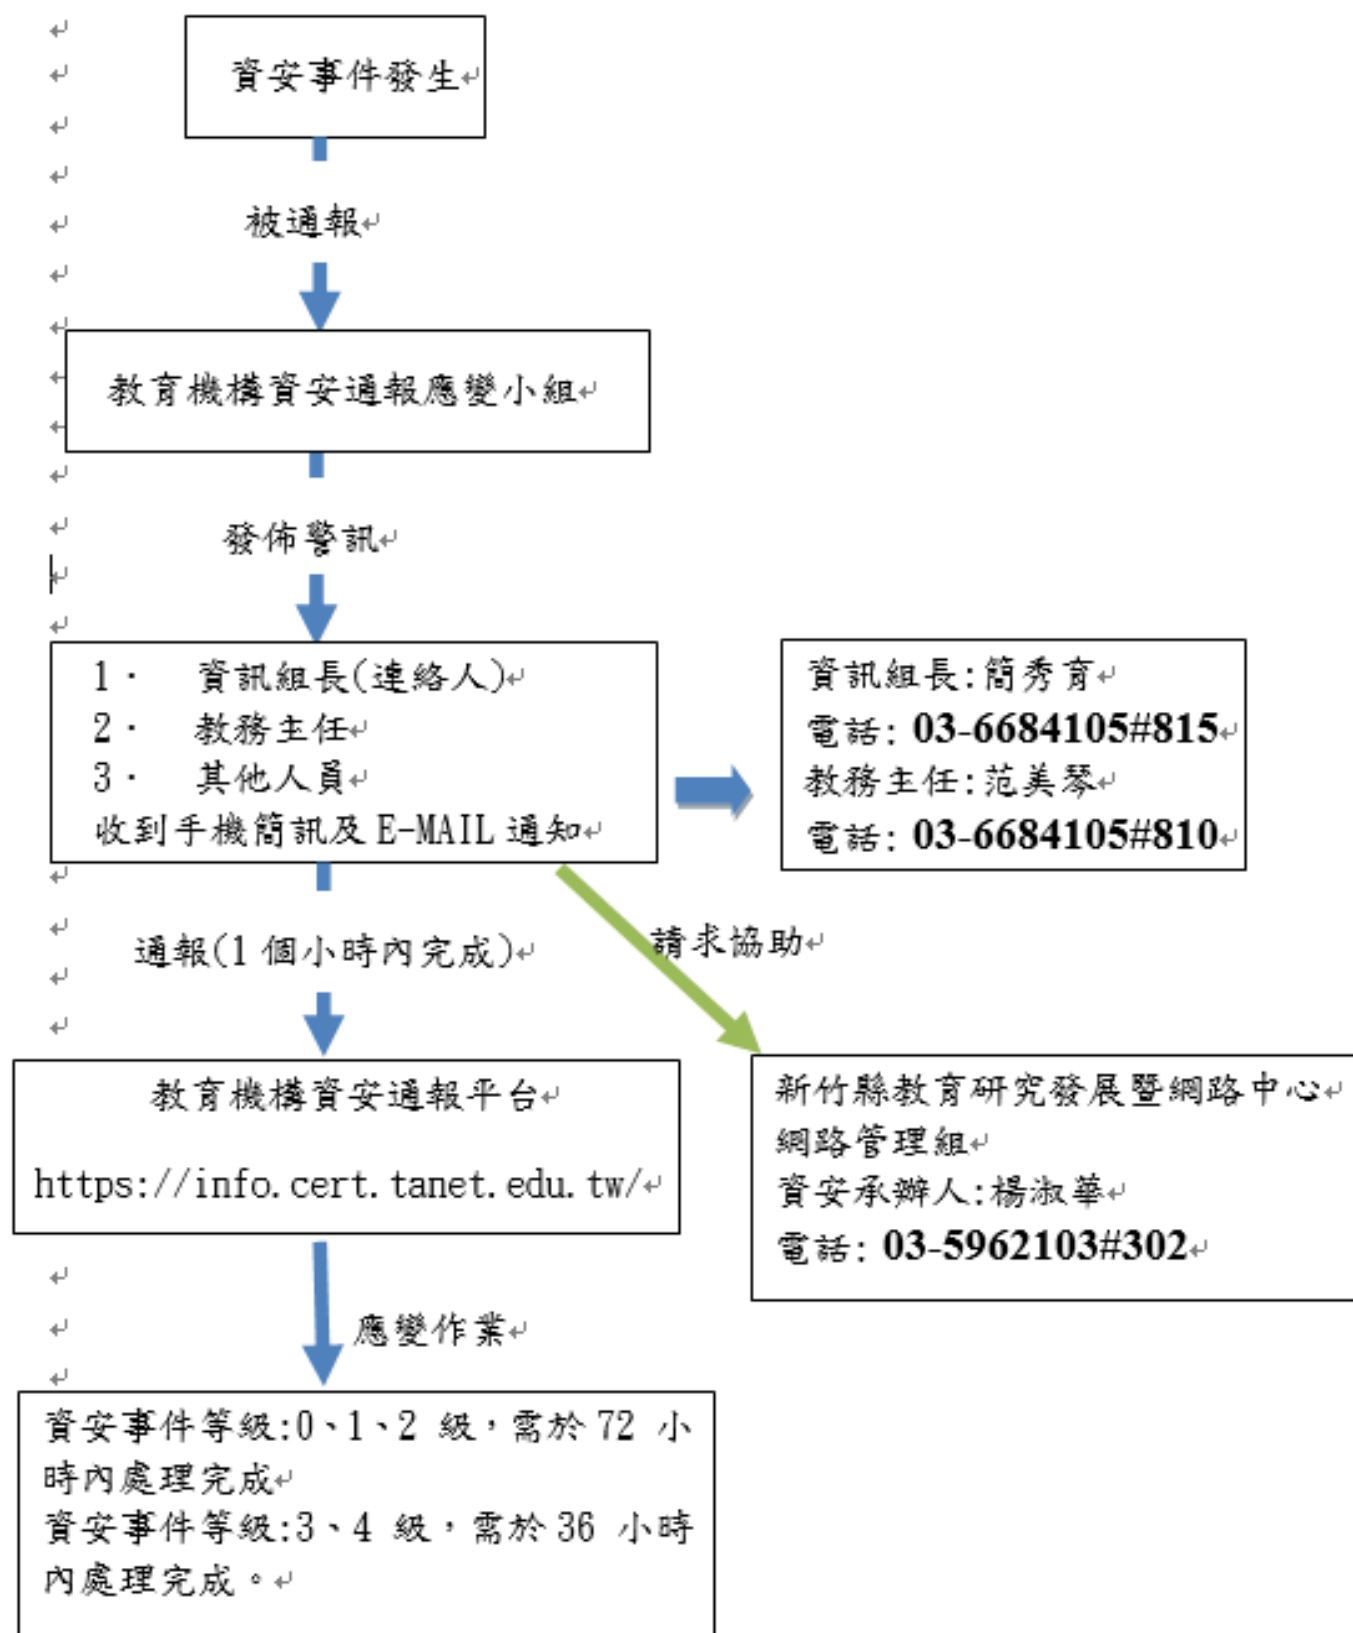 資安事件發生
被通報
教育機構資安通報應變小組
發佈警訊
1. 資訊組長(連絡人)
2. 教務主任
3. 其他人員
收到手機簡訊及 E-MAIL 通知
資訊組長:簡秀育
電話: 03-6684105#815
教務主任:范美琴
電話: 03-6684105#810
通報(1 個小時內完成)
請求協助
教育機構資安通報平台
https://info.cert.tanet.edu.tw/
新竹縣教育研究發展暨網路中心
網路管理組
資安承辦人:楊淑華
電話: 03-5962103#302
應變作業
資安事件等級:0、1、2 級，需於 72 小
時內處理完成
資安事件等級:3、4 級，需於 36 小時
內處理完成。